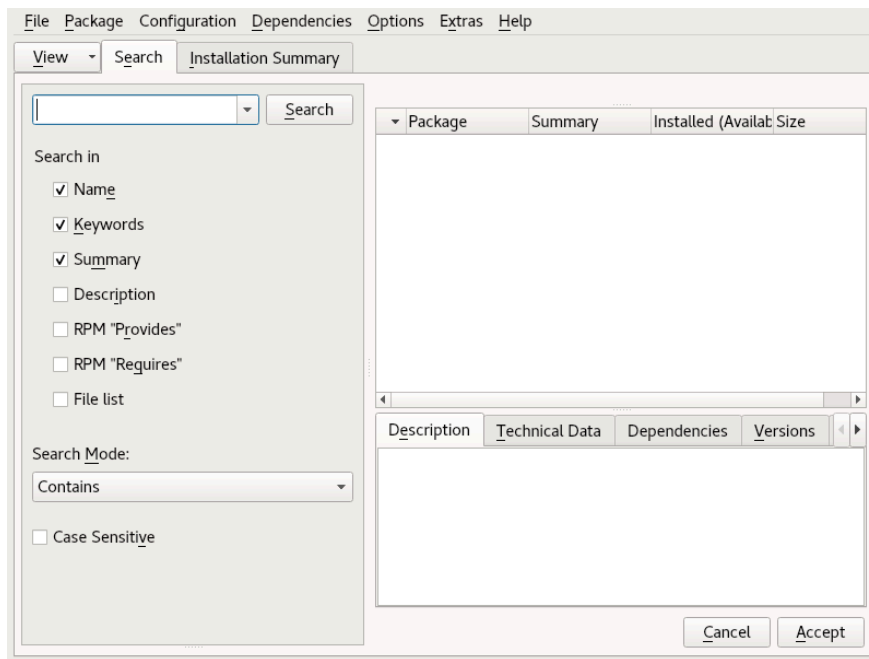 File Package Configuration Dependencies Options Extras Help
View Search Installation Summary
Search
Search in
Name
Keywords
Summary
Description
RPM "Provides"
RPM "Requires"
File list
Search Mode:
Contains
Case Sensitive
Package Summary Installed (Availab Size
Description Technical Data Dependencies Versions
Cancel Accept